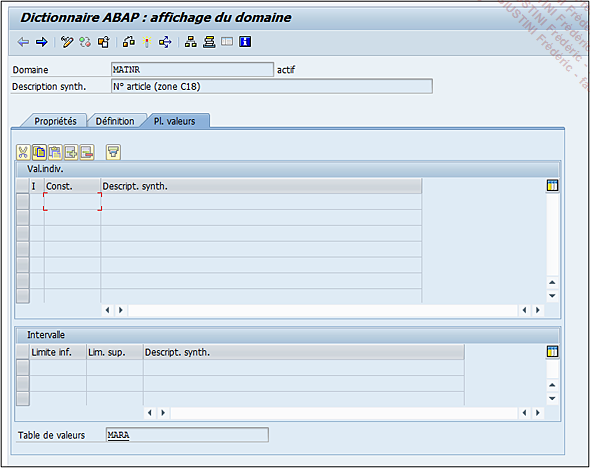 Dictionnaire ABAP : affichage du domaine
Domaine MATNR actif
Description synth. N° article (zone C18)
Propriétés Définition Pl. valeurs
Val.indiv.
I Const. Descript. synth.
Intervalle
Limite inf. Lim. sup. Descript. synth.
Table de valeurs MARA
GIUSTINI Frédéric